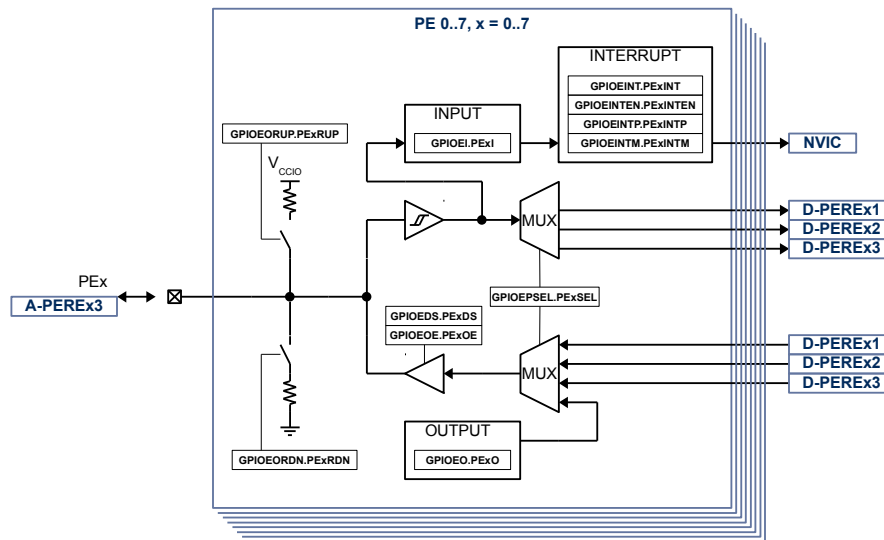 PE 0..7, x = 0..7
INTERRUPT
GPIOEINT.PExINT
GPIOEINTEN.PExINTEN
GPIOEINTP.PExINTP
GPIOEINTM.PExINTM
INPUT
GPIOEI.PExI
NVIC
GPIOEORUP.PExRUP
VCCIO
MUX
D-PEREx1
D-PEREx2
D-PEREx3
PEx
A-PEREx3
GPIOEPSEL.PExSEL
GPIOEDS.PExDS
GPIOEOE.PExOE
MUX
D-PEREx1
D-PEREx2
D-PEREx3
OUTPUT
GPIOEO.PExO
GPIOEORDN.PExRDN